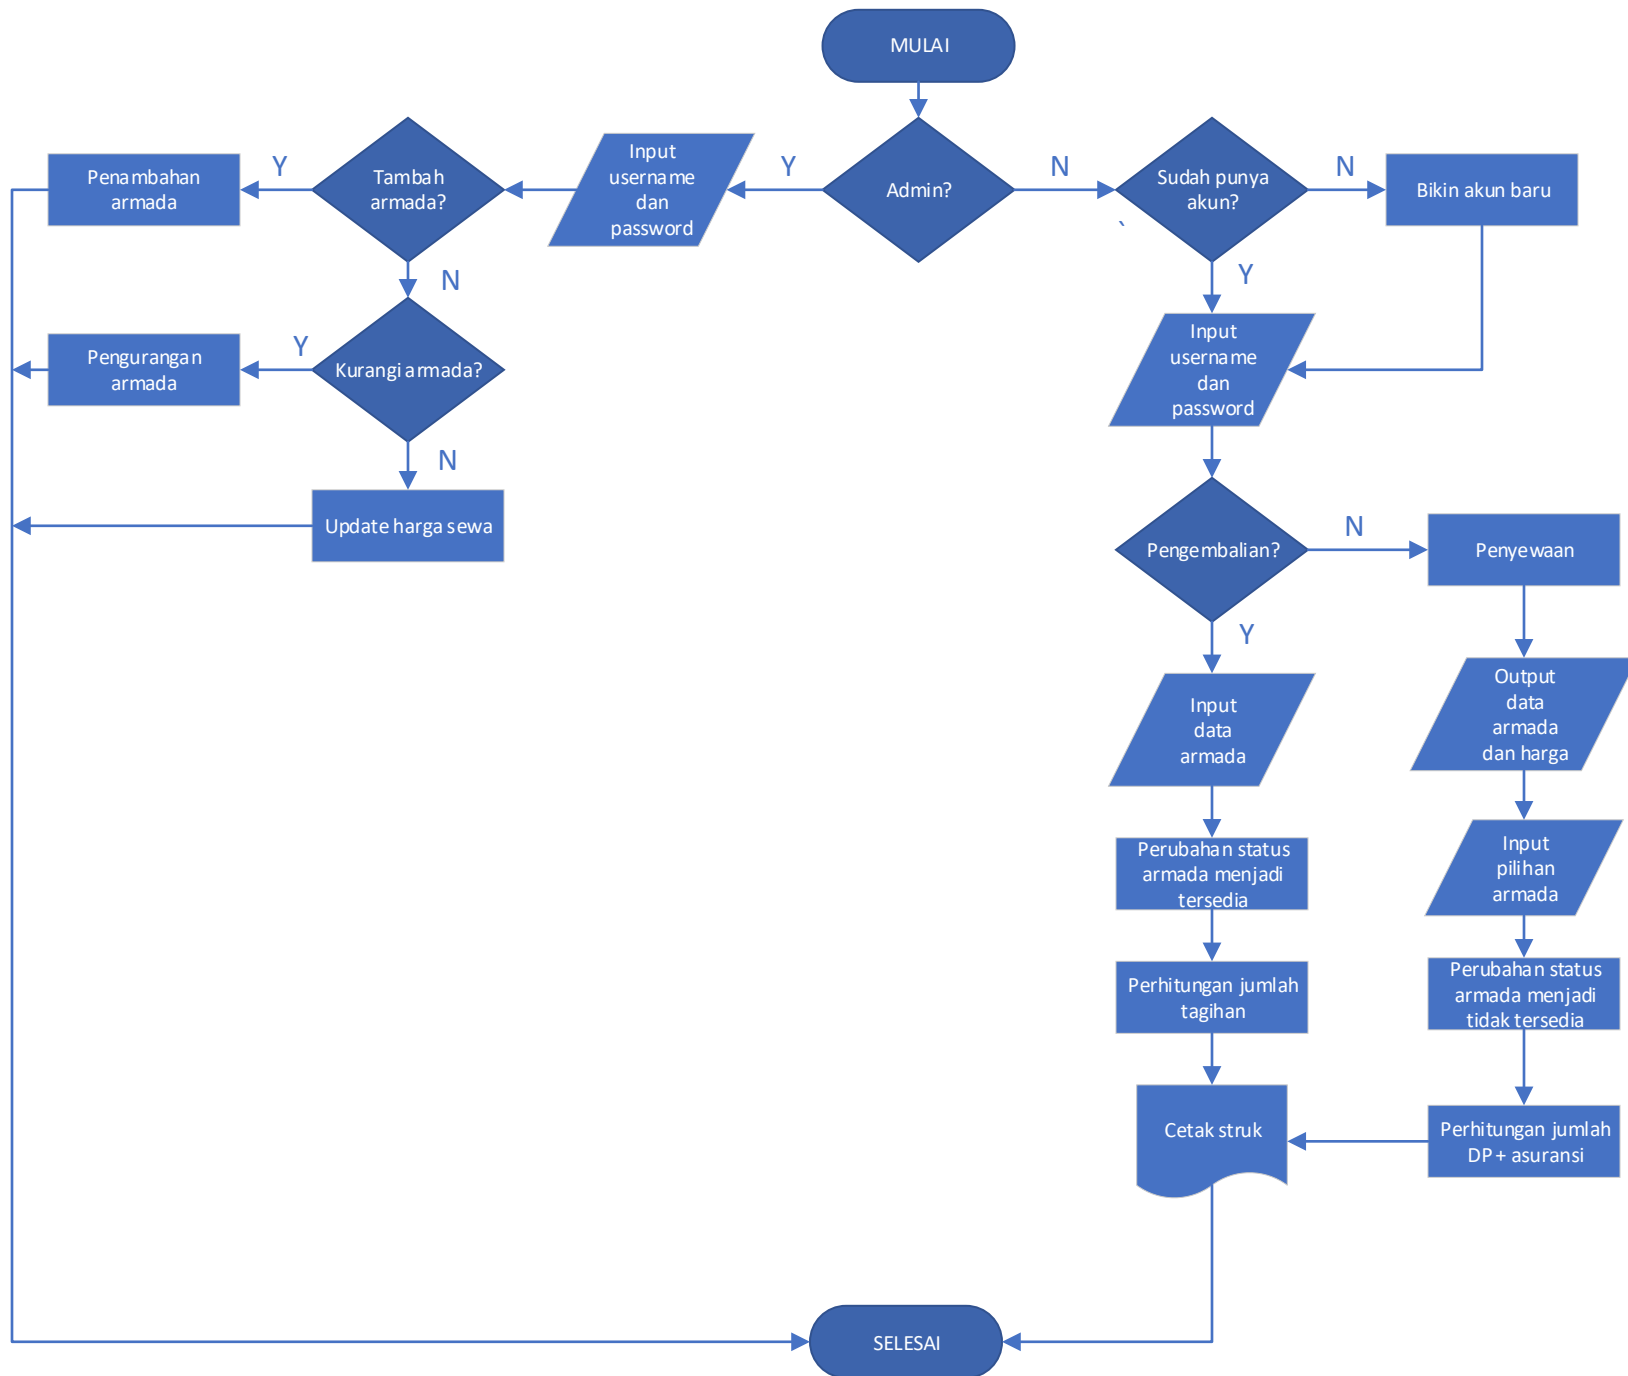 MULAI
Admin?
Y
N
Input
username
dan
password
Tambah
armada?
Y
Penambahan
armada
N
Kurangi armada?
Y
Pengurangan
armada
N
Update harga sewa
Sudah punya
akun?
`
N
Bikin akun baru
Y
Input
username
dan
password
Pengembalian?
N
Penyewaan
Y
Input
data
armada
Output
data
armada
dan harga
Perubahan status
armada menjadi
tersedia
Input
pilihan
armada
Perhitungan jumlah
tagihan
Perubahan status
armada menjadi
tidak tersedia
Cetak struk
Perhitungan jumlah
DP + asuransi
SELESAI